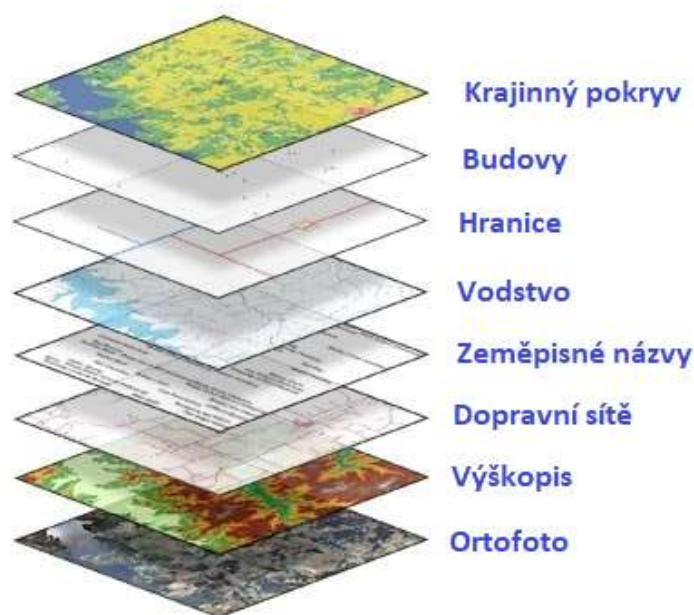 Krajinný pokryv
Budovy
Hranice
Vodstvo
Zeměpisné názvy
Dopravní sítě
Výškopis
Ortofoto